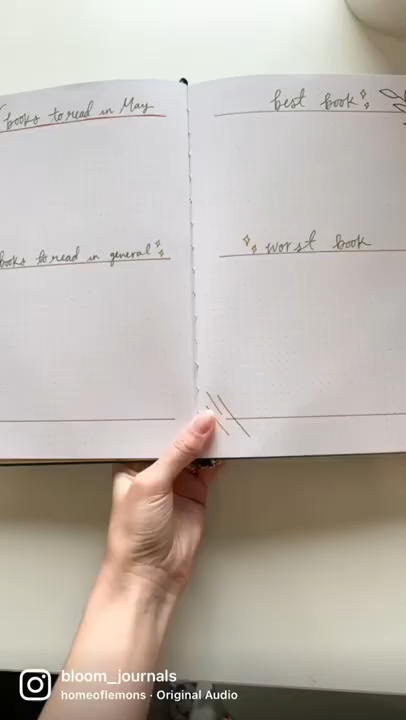 books to read in May
books to read in general
best book
worst book
bloom_journals
homeoflemons · Original Audio